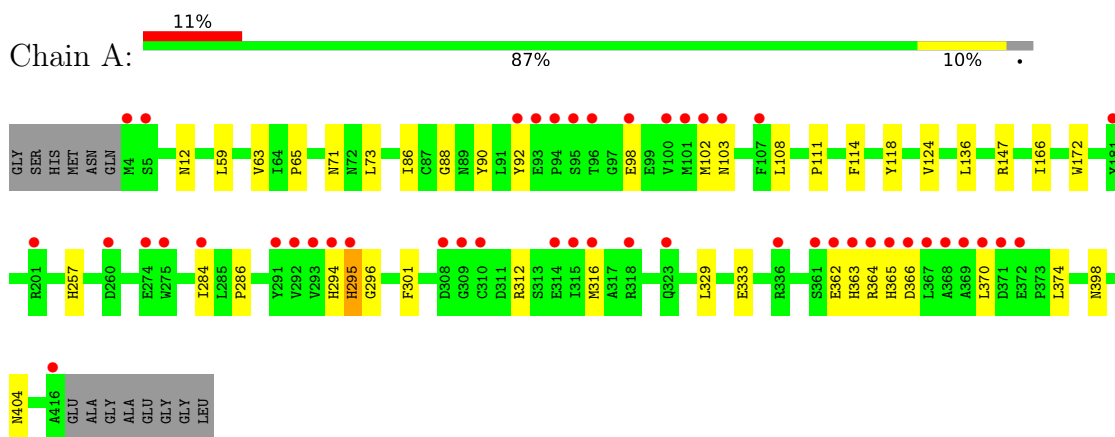 11%
Chain A:
87% 10% •
GLY SER HIS MET ASN GLN M4 S5 N12 L59 V63 I64 P65 N71 N72 L73 I86 C87 G88 N89 Y90 L91 Y92 E93 P94 S95 T96 G97 E98 E99 V100 M101 M102 N103 F107 L108 P111 F114 Y118 V124 L136 R147 I166 W172 Y181
R201 H257 D260 E274 W275 I284 L285 P286 Y291 V292 V293 H294 H295 G296 F301 D308 G309 C310 D311 R312 S313 E314 I315 M316 A317 R318 Q323 L329 E333 R336 S361 E362 H363 R364 H365 D366 L367 A368 A369 L370 D371 E372 P373 L374 N398
N404 A416 GLU ALA GLY ALA GLU GLY GLY LEU